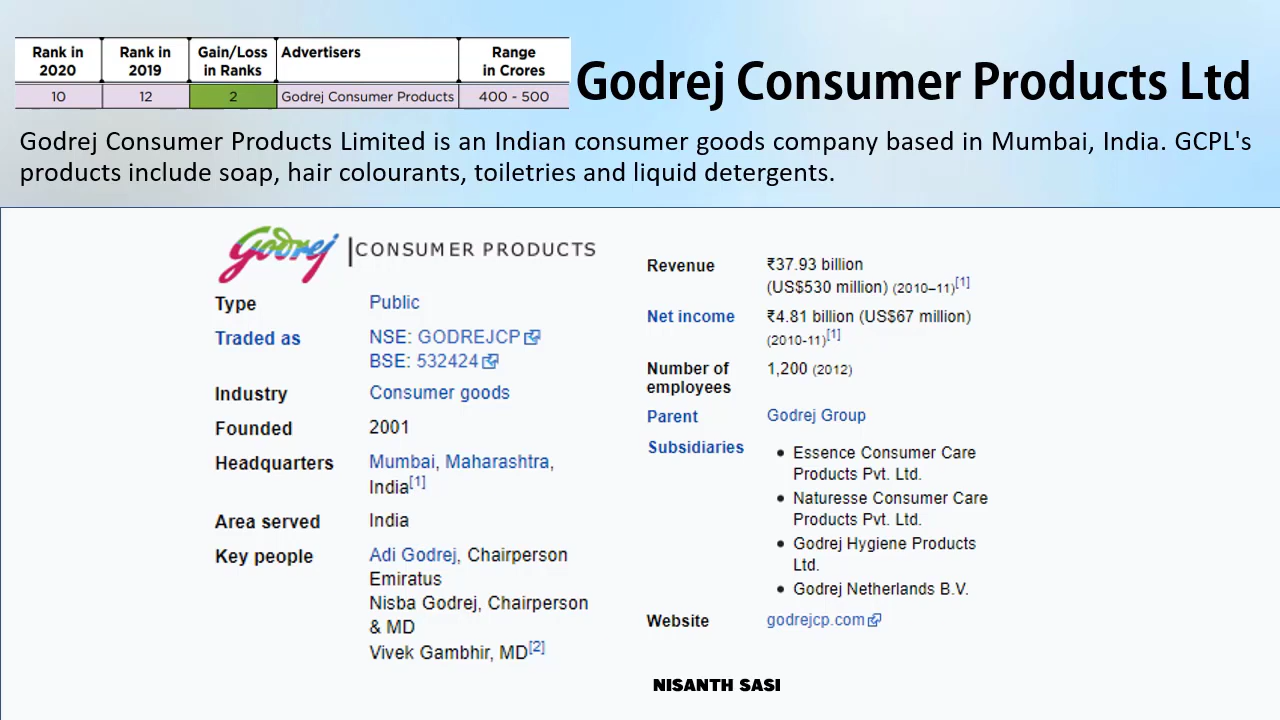 Rank in 2020 Rank in 2019 Gain/Loss in Ranks Advertisers Range in Crores
10 12 2 Godrej Consumer Products 400 - 500
Godrej Consumer Products Ltd
Godrej Consumer Products Limited is an Indian consumer goods company based in Mumbai, India. GCPL's
products include soap, hair colourants, toiletries and liquid detergents.
Godrej | CONSUMER PRODUCTS
Type Public
Traded as NSE: GODREJCP
BSE: 532424
Industry Consumer goods
Founded 2001
Headquarters Mumbai, Maharashtra,
India[1]
Area served India
Key people Adi Godrej, Chairperson
Emiratus
Nisba Godrej, Chairperson
& MD
Vivek Gambhir, MD[2]
Revenue ₹37.93 billion
(US$530 million) (2010–11)[1]
Net income ₹4.81 billion (US$67 million)
(2010-11)[1]
Number of employees 1,200 (2012)
Parent Godrej Group
Subsidiaries • Essence Consumer Care
Products Pvt. Ltd.
• Naturesse Consumer Care
Products Pvt. Ltd.
• Godrej Hygiene Products
Ltd.
• Godrej Netherlands B.V.
Website godrejcp.com
NISANTH SASI